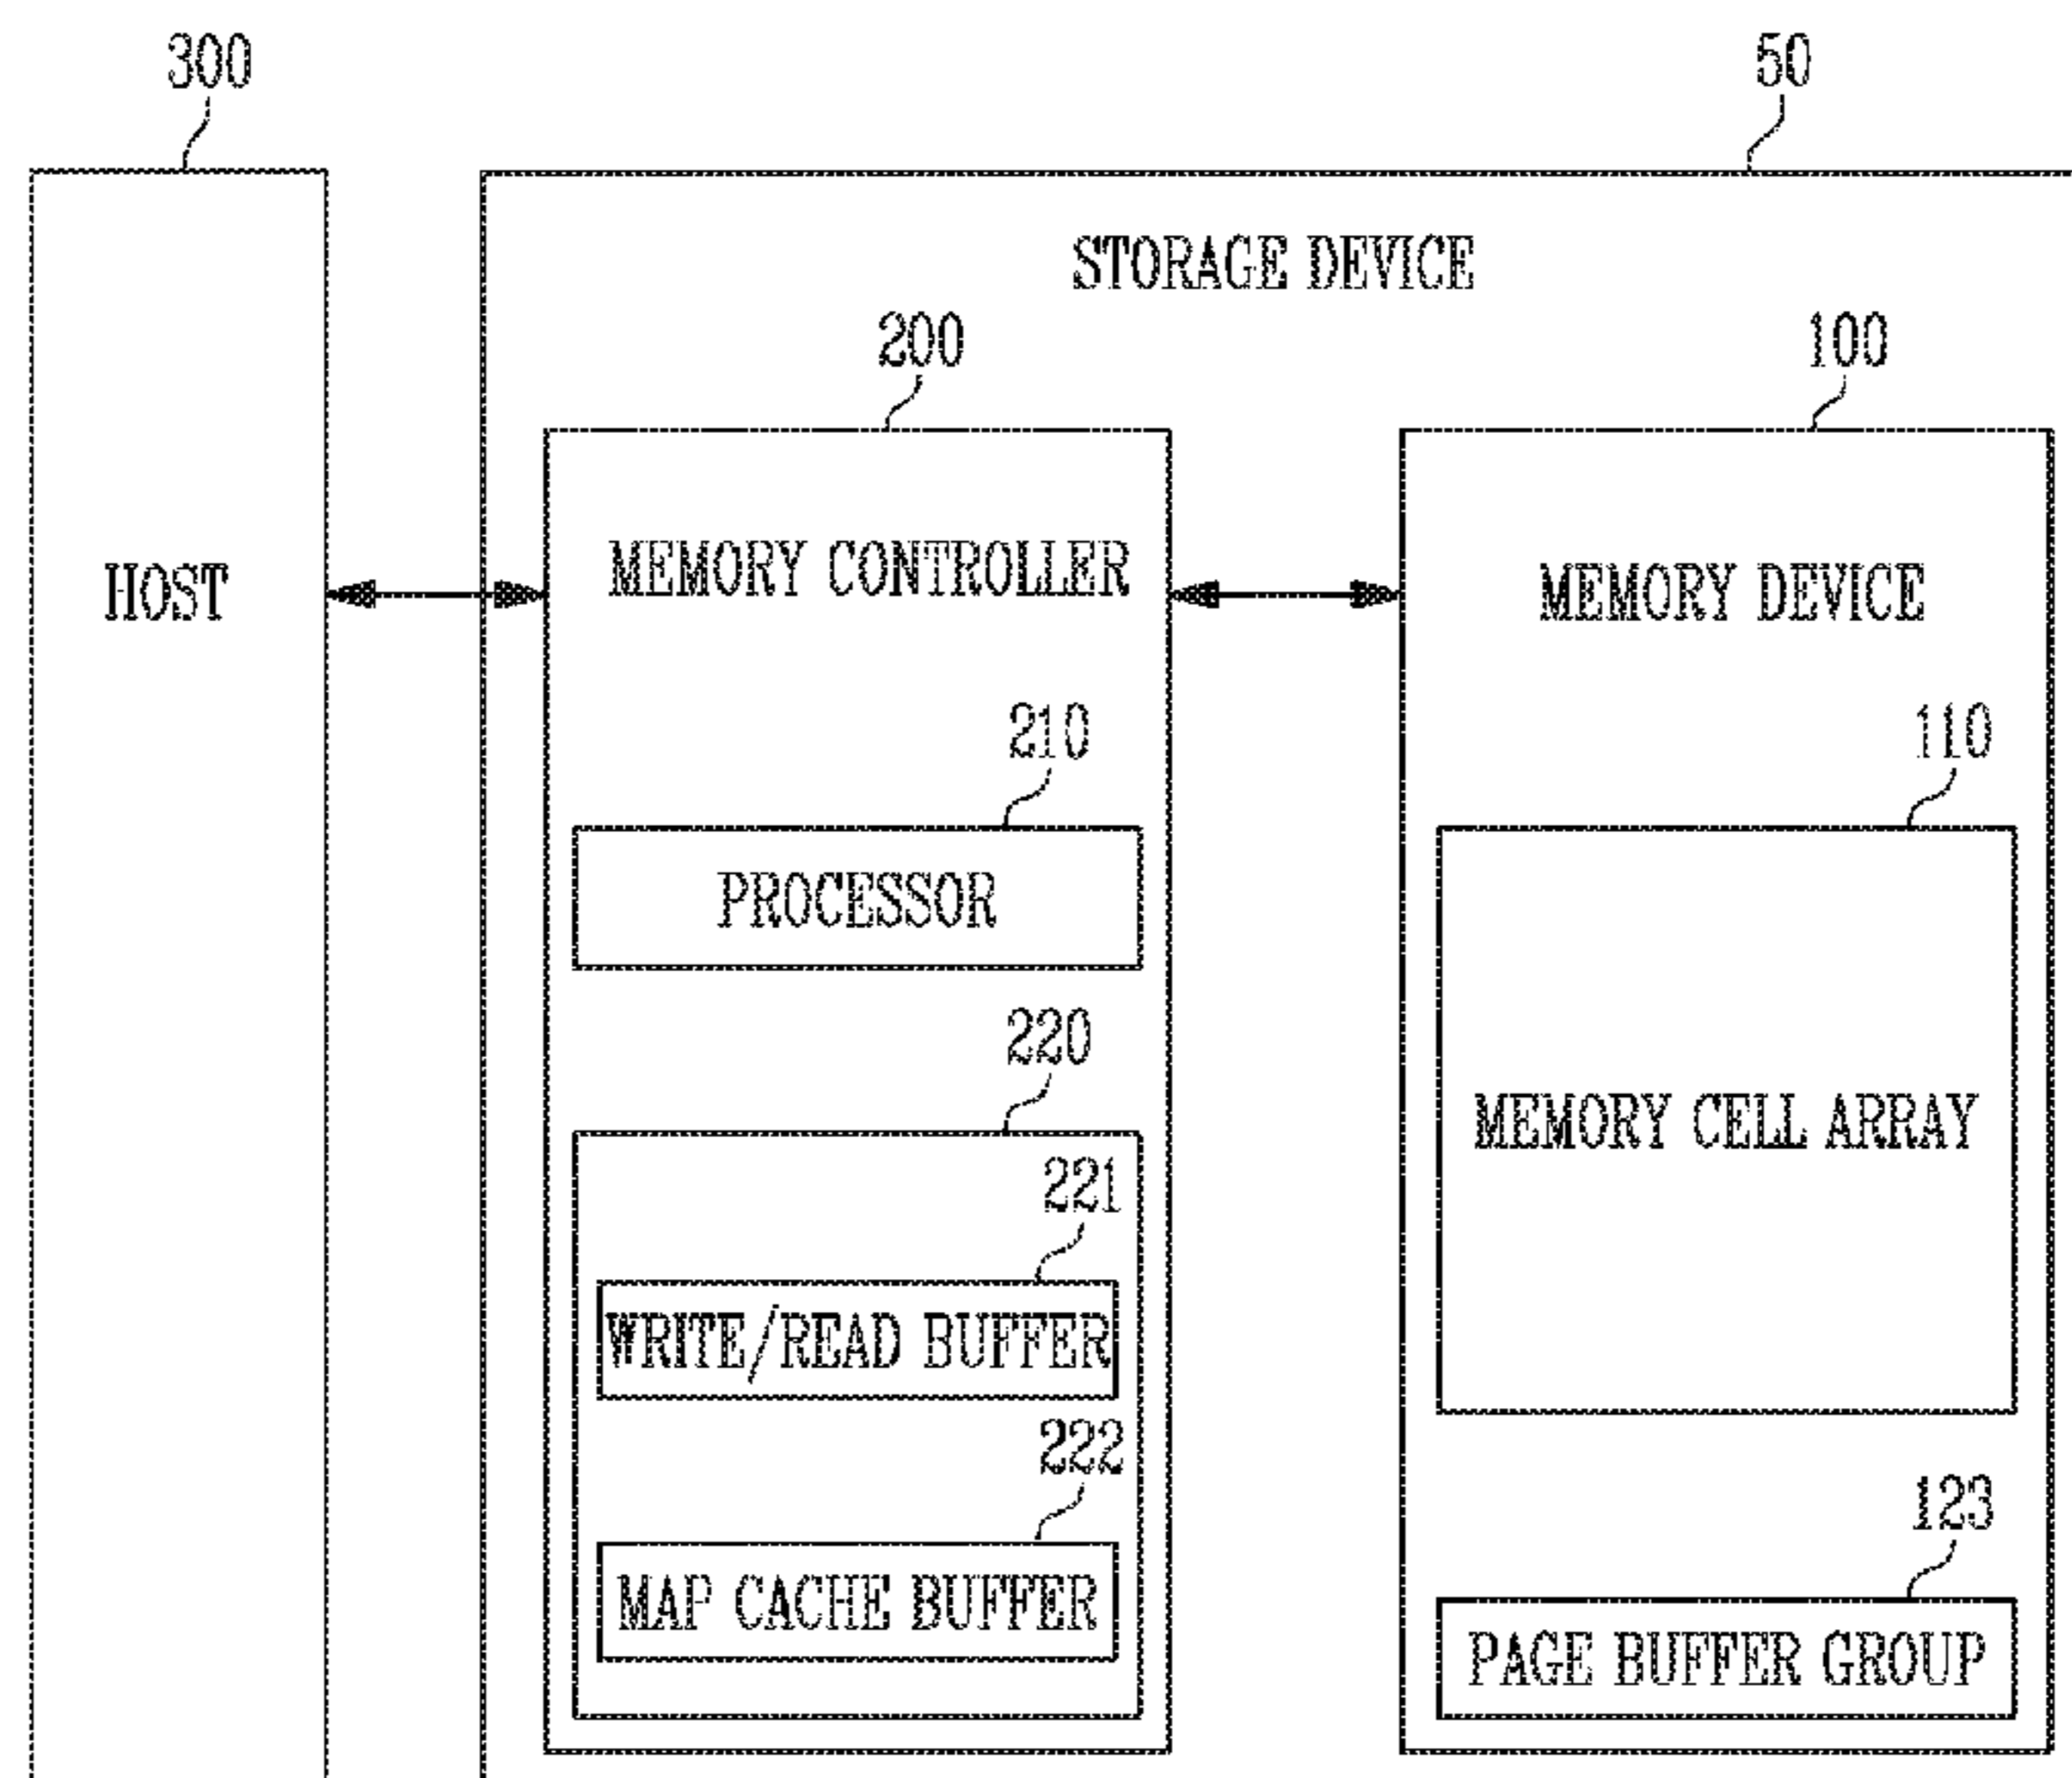 300
50
STORAGE DEVICE
200
100
HOST
MEMORY CONTROLLER
MEMORY DEVICE
210
110
PROCESSOR
220
MEMORY CELL ARRAY
221
WRITE/READ BUFFER
222
123
MAP CACHE BUFFER
PAGE BUFFER GROUP